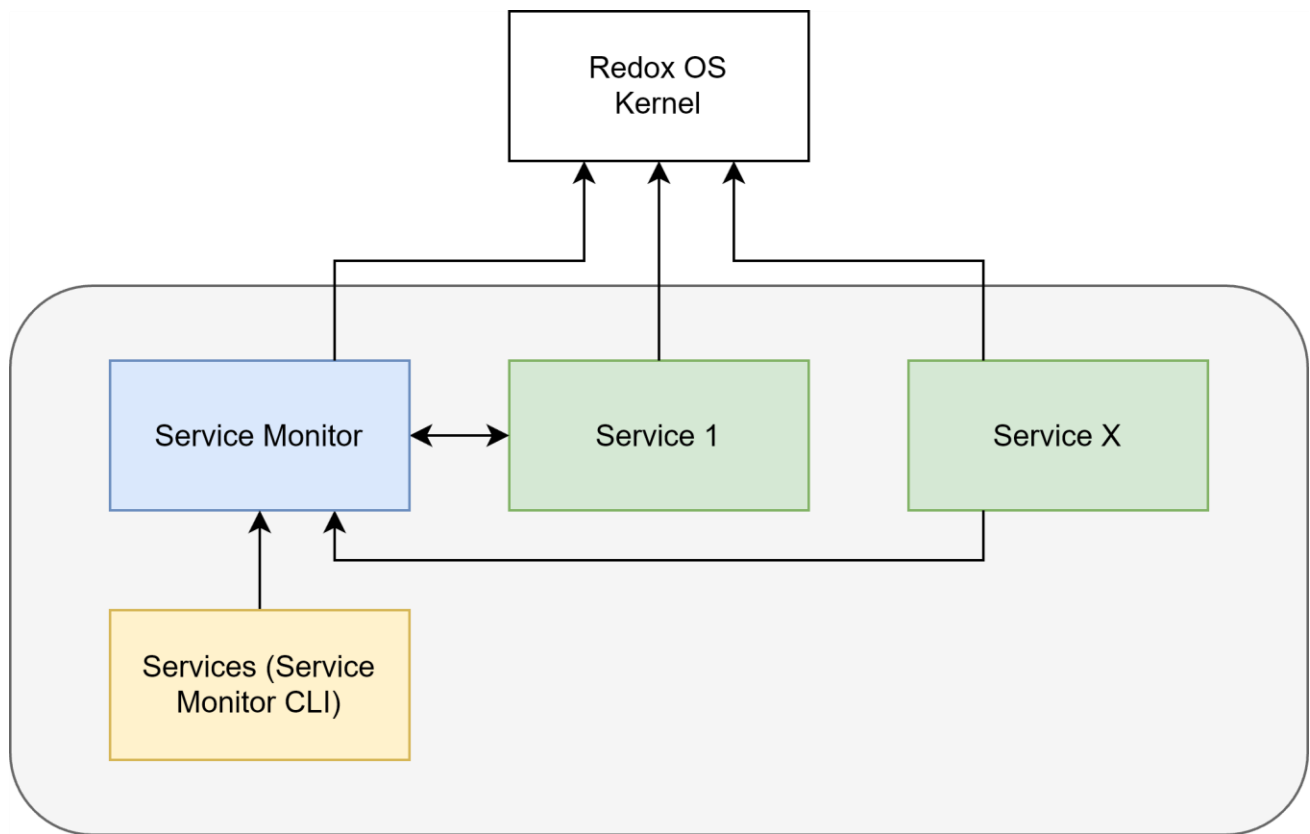 Redox OS
Kernel
Service Monitor
Service 1
Service X
Services (Service
Monitor CLI)